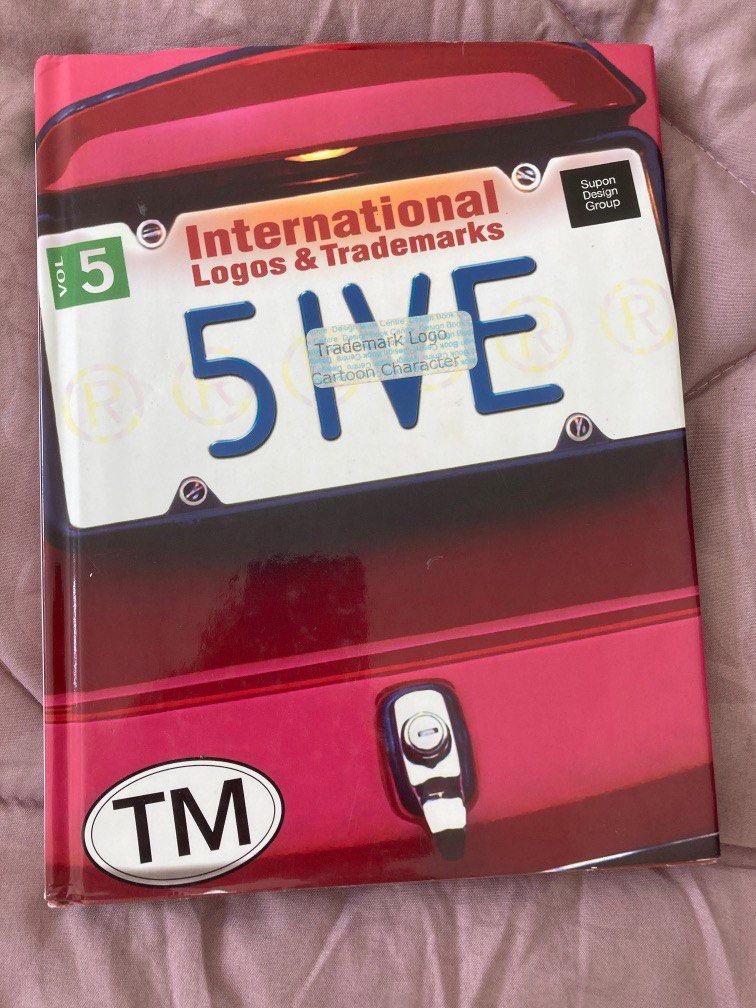 International
Logos & Trademarks
Supon
Design
Group
VOL 5
5IVE
® ® ® ® ®
Trademark Logo
Cartoon Character
TM